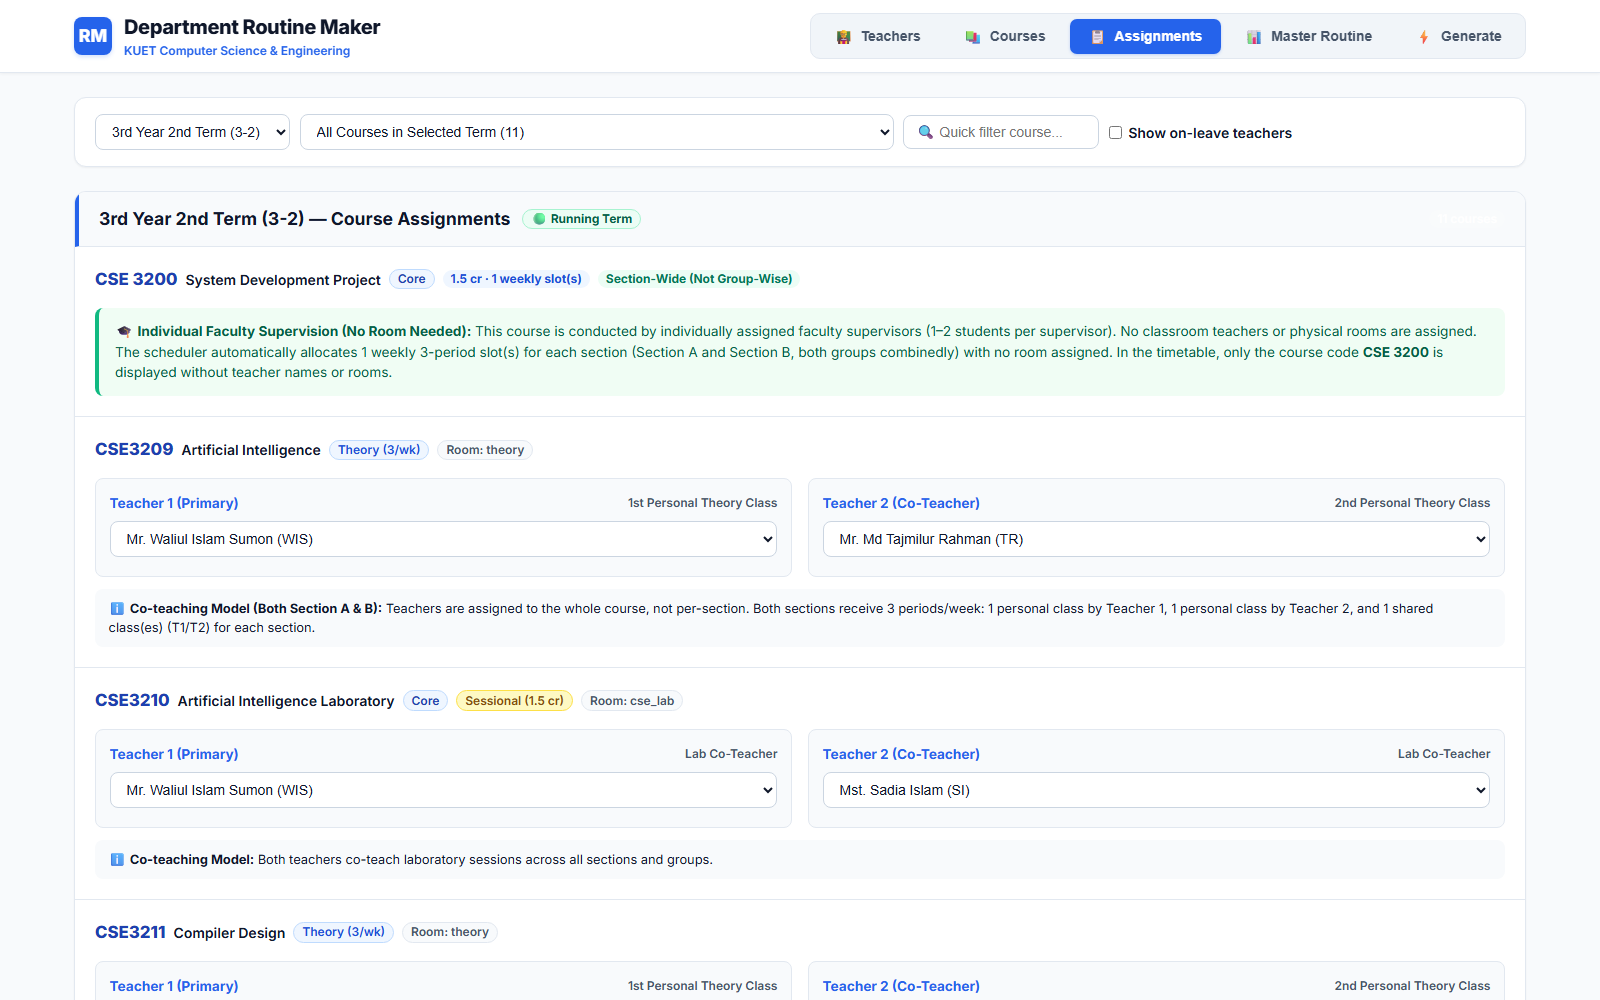 RM
Department Routine Maker
KUET Computer Science & Engineering
Teachers
Courses
Assignments
Master Routine
Generate
3rd Year 2nd Term (3-2)
All Courses in Selected Term (11)
Quick filter course...
Show on-leave teachers
3rd Year 2nd Term (3-2) — Course Assignments
Running Term
CSE 3200 System Development Project Core 1.5 cr · 1 weekly slot(s) Section-Wide (Not Group-Wise)
Individual Faculty Supervision (No Room Needed): This course is conducted by individually assigned faculty supervisors (1–2 students per supervisor). No classroom teachers or physical rooms are assigned.
The scheduler automatically allocates 1 weekly 3-period slot(s) for each section (Section A and Section B, both groups combinedly) with no room assigned. In the timetable, only the course code CSE 3200 is
displayed without teacher names or rooms.
CSE3209 Artificial Intelligence Theory (3/wk) Room: theory
Teacher 1 (Primary) 1st Personal Theory Class
Mr. Waliul Islam Sumon (WIS)
Teacher 2 (Co-Teacher) 2nd Personal Theory Class
Mr. Md Tajmilur Rahman (TR)
Co-teaching Model (Both Section A & B): Teachers are assigned to the whole course, not per-section. Both sections receive 3 periods/week: 1 personal class by Teacher 1, 1 personal class by Teacher 2, and 1 shared
class(es) (T1/T2) for each section.
CSE3210 Artificial Intelligence Laboratory Core Sessional (1.5 cr) Room: cse_lab
Teacher 1 (Primary) Lab Co-Teacher
Mr. Waliul Islam Sumon (WIS)
Teacher 2 (Co-Teacher) Lab Co-Teacher
Mst. Sadia Islam (SI)
Co-teaching Model: Both teachers co-teach laboratory sessions across all sections and groups.
CSE3211 Compiler Design Theory (3/wk) Room: theory
Teacher 1 (Primary) 1st Personal Theory Class
Teacher 2 (Co-Teacher) 2nd Personal Theory Class